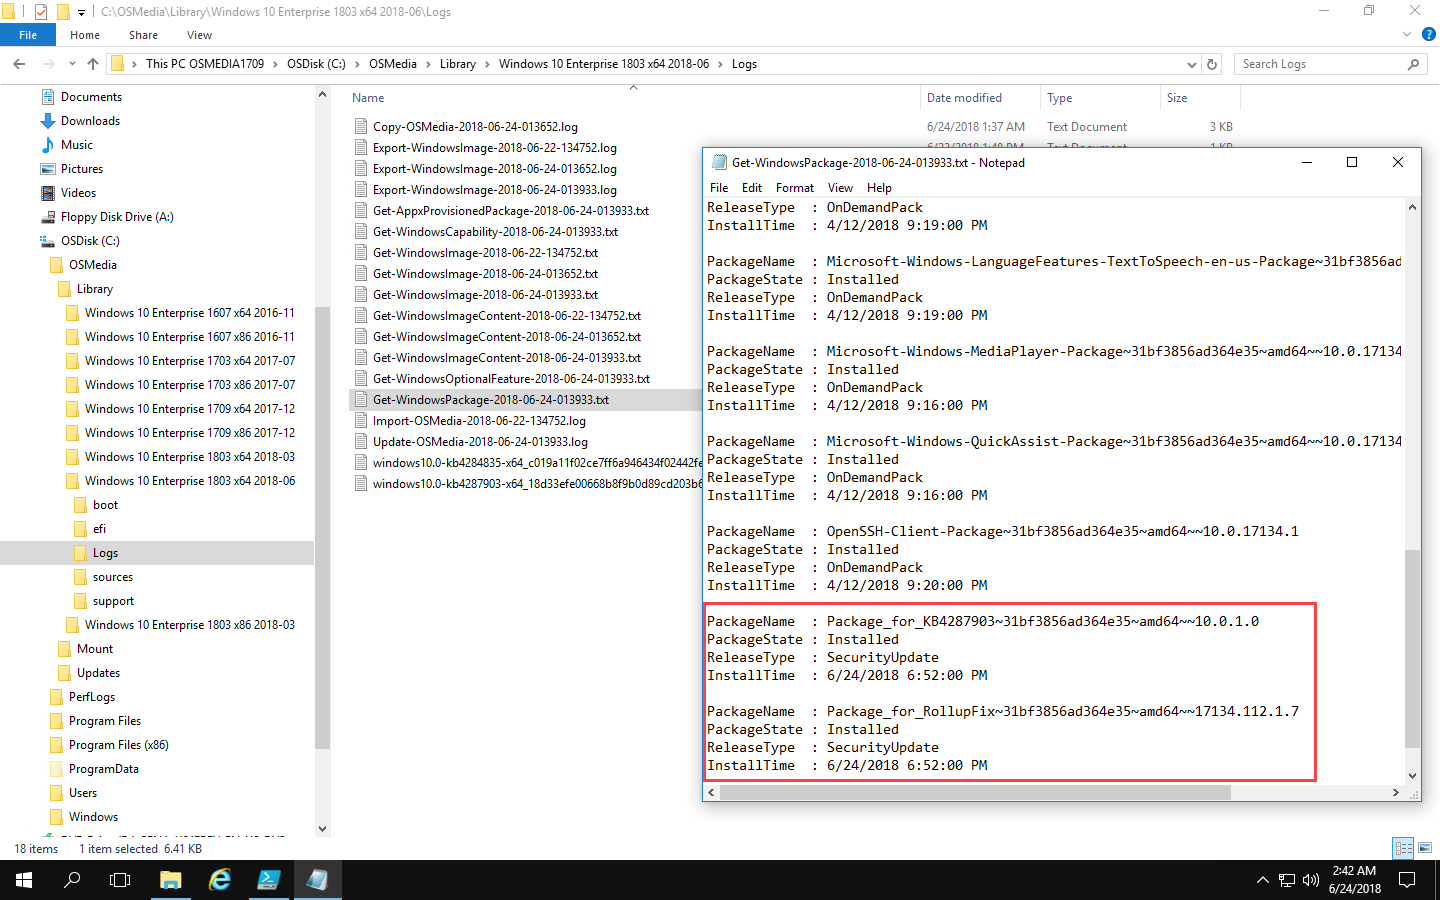 C:\OSMedia\Library\Windows 10 Enterprise 1803 x64 2018-06\Logs
File Home Share View
This PC OSMEDIA1709 OSDisk (C:) OSMedia Library Windows 10 Enterprise 1803 x64 2018-06 Logs
Search Logs
Documents
Downloads
Music
Pictures
Videos
Floppy Disk Drive (A:)
OSDisk (C:)
OSMedia
Library
Windows 10 Enterprise 1607 x64 2016-11
Windows 10 Enterprise 1607 x86 2016-11
Windows 10 Enterprise 1703 x64 2017-07
Windows 10 Enterprise 1703 x86 2017-07
Windows 10 Enterprise 1709 x64 2017-12
Windows 10 Enterprise 1709 x86 2017-12
Windows 10 Enterprise 1803 x64 2018-03
Windows 10 Enterprise 1803 x64 2018-06
boot
efi
Logs
sources
support
Windows 10 Enterprise 1803 x86 2018-03
Mount
Updates
PerfLogs
Program Files
Program Files (x86)
ProgramData
Users
Windows
Name Date modified Type Size
Copy-OSMedia-2018-06-24-013652.log 6/24/2018 1:37 AM Text Document 3 KB
Export-WindowsImage-2018-06-22-134752.log
Export-WindowsImage-2018-06-24-013652.log
Export-WindowsImage-2018-06-24-013933.log
Get-AppxProvisionedPackage-2018-06-24-013933.txt
Get-WindowsCapability-2018-06-24-013933.txt
Get-WindowsImage-2018-06-22-134752.txt
Get-WindowsImage-2018-06-24-013652.txt
Get-WindowsImage-2018-06-24-013933.txt
Get-WindowsImageContent-2018-06-22-134752.txt
Get-WindowsImageContent-2018-06-24-013652.txt
Get-WindowsImageContent-2018-06-24-013933.txt
Get-WindowsOptionalFeature-2018-06-24-013933.txt
Get-WindowsPackage-2018-06-24-013933.txt
Import-OSMedia-2018-06-22-134752.log
Update-OSMedia-2018-06-24-013933.log
windows10.0-kb4284835-x64_c019a11f02ce7ff6a946434f02442fe
windows10.0-kb4287903-x64_18d33efe00668b8f9b0d89cd203b6
Get-WindowsPackage-2018-06-24-013933.txt - Notepad
File Edit Format View Help
ReleaseType : OnDemandPack
InstallTime : 4/12/2018 9:19:00 PM
PackageName : Microsoft-Windows-LanguageFeatures-TextToSpeech-en-us-Package~31bf3856ad
PackageState : Installed
ReleaseType : OnDemandPack
InstallTime : 4/12/2018 9:19:00 PM
PackageName : Microsoft-Windows-MediaPlayer-Package~31bf3856ad364e35~amd64~~10.0.17134
PackageState : Installed
ReleaseType : OnDemandPack
InstallTime : 4/12/2018 9:16:00 PM
PackageName : Microsoft-Windows-QuickAssist-Package~31bf3856ad364e35~amd64~~10.0.17134
PackageState : Installed
ReleaseType : OnDemandPack
InstallTime : 4/12/2018 9:16:00 PM
PackageName : OpenSSH-Client-Package~31bf3856ad364e35~amd64~~10.0.17134.1
PackageState : Installed
ReleaseType : OnDemandPack
InstallTime : 4/12/2018 9:20:00 PM
PackageName : Package_for_KB4287903~31bf3856ad364e35~amd64~~10.0.1.0
PackageState : Installed
ReleaseType : SecurityUpdate
InstallTime : 6/24/2018 6:52:00 PM
PackageName : Package_for_RollupFix~31bf3856ad364e35~amd64~~17134.112.1.7
PackageState : Installed
ReleaseType : SecurityUpdate
InstallTime : 6/24/2018 6:52:00 PM
18 items 1 item selected 6.41 KB
2:42 AM
6/24/2018